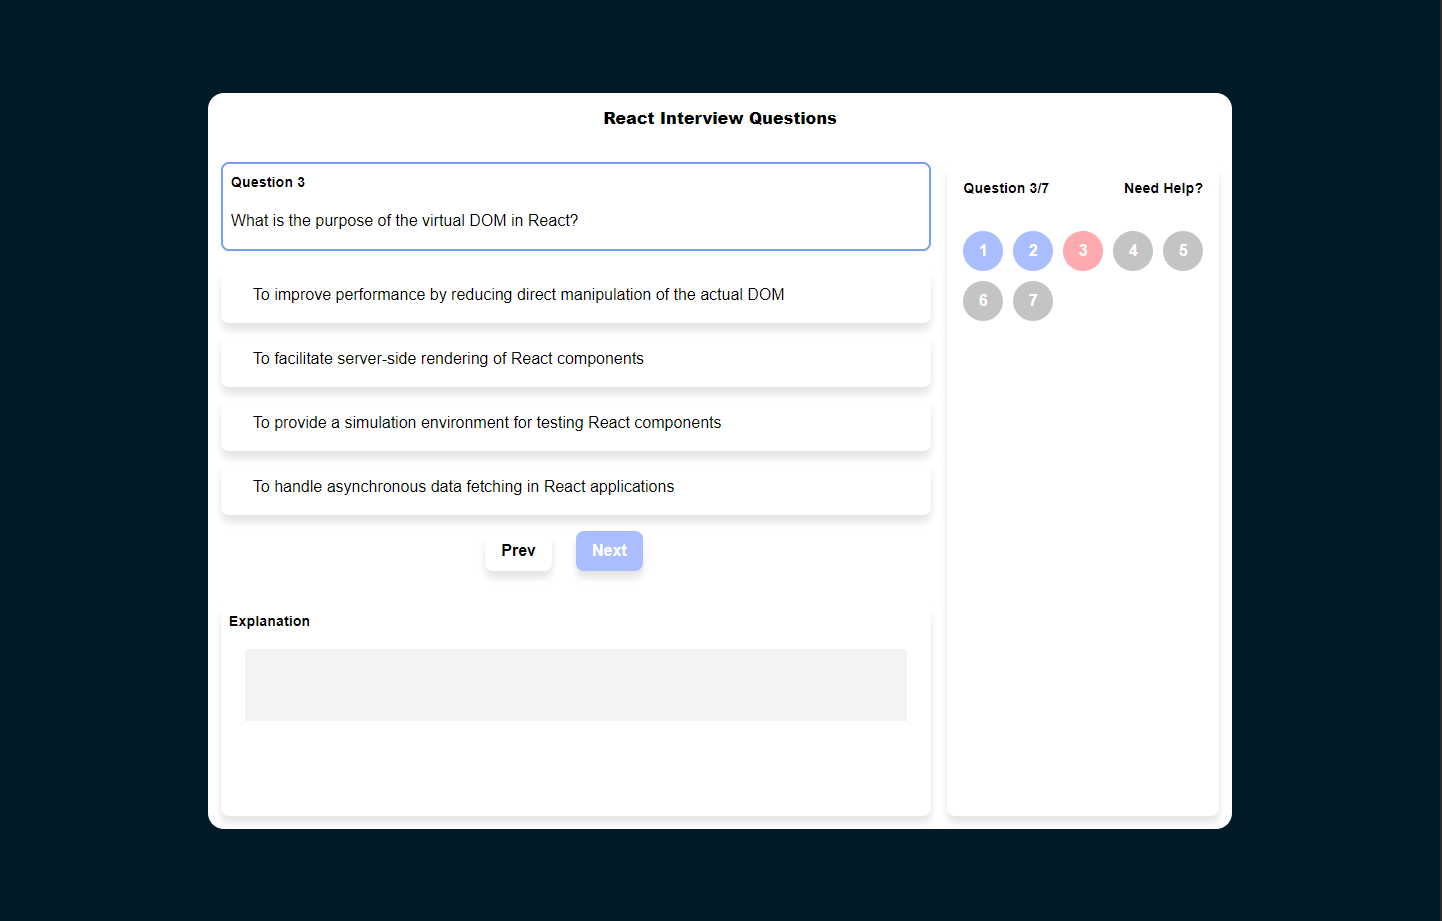 React Interview Questions
Question 3
What is the purpose of the virtual DOM in React?
To improve performance by reducing direct manipulation of the actual DOM
To facilitate server-side rendering of React components
To provide a simulation environment for testing React components
To handle asynchronous data fetching in React applications
Prev Next
Explanation
Question 3/7 Need Help?
1 2 3 4 5
6 7